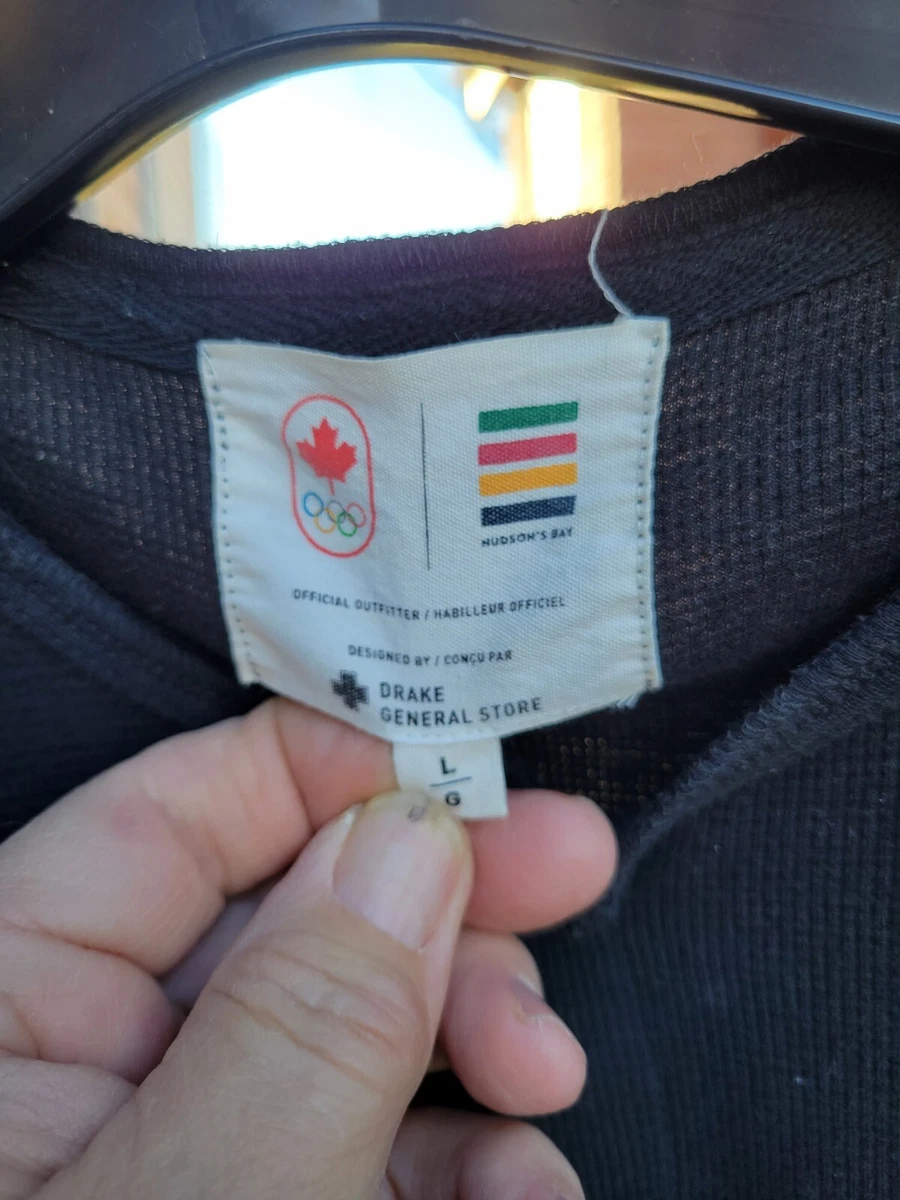 HUDSON'S BAY
OFFICIAL OUTFITTER / HABILLEUR OFFICIEL
DESIGNED BY / CONÇU PAR
DRAKE
GENERAL STORE
L
G